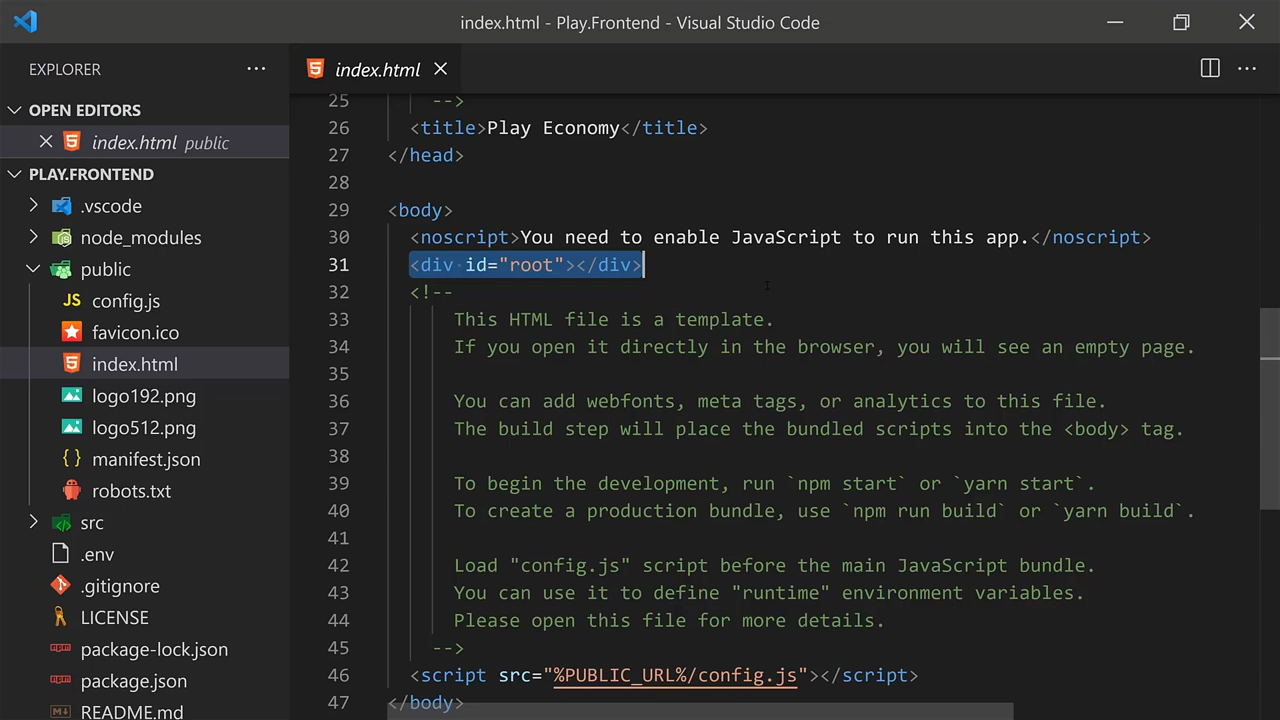 index.html - Play.Frontend - Visual Studio Code
EXPLORER
OPEN EDITORS
index.html public
PLAY.FRONTEND
.vscode
node_modules
public
JS config.js
favicon.ico
index.html
logo192.png
logo512.png
{ } manifest.json
robots.txt
src
.env
.gitignore
LICENSE
package-lock.json
package.json
README.md
index.html
25 -->
26 <title>Play Economy</title>
27 </head>
28
29 <body>
30 <noscript>You need to enable JavaScript to run this app.</noscript>
31 <div id="root"></div>
32 <!--
33 This HTML file is a template.
34 If you open it directly in the browser, you will see an empty page.
35
36 You can add webfonts, meta tags, or analytics to this file.
37 The build step will place the bundled scripts into the <body> tag.
38
39 To begin the development, run `npm start` or `yarn start`.
40 To create a production bundle, use `npm run build` or `yarn build`.
41
42 Load "config.js" script before the main JavaScript bundle.
43 You can use it to define "runtime" environment variables.
44 Please open this file for more details.
45 -->
46 <script src="%PUBLIC_URL%/config.js"></script>
47 </body>